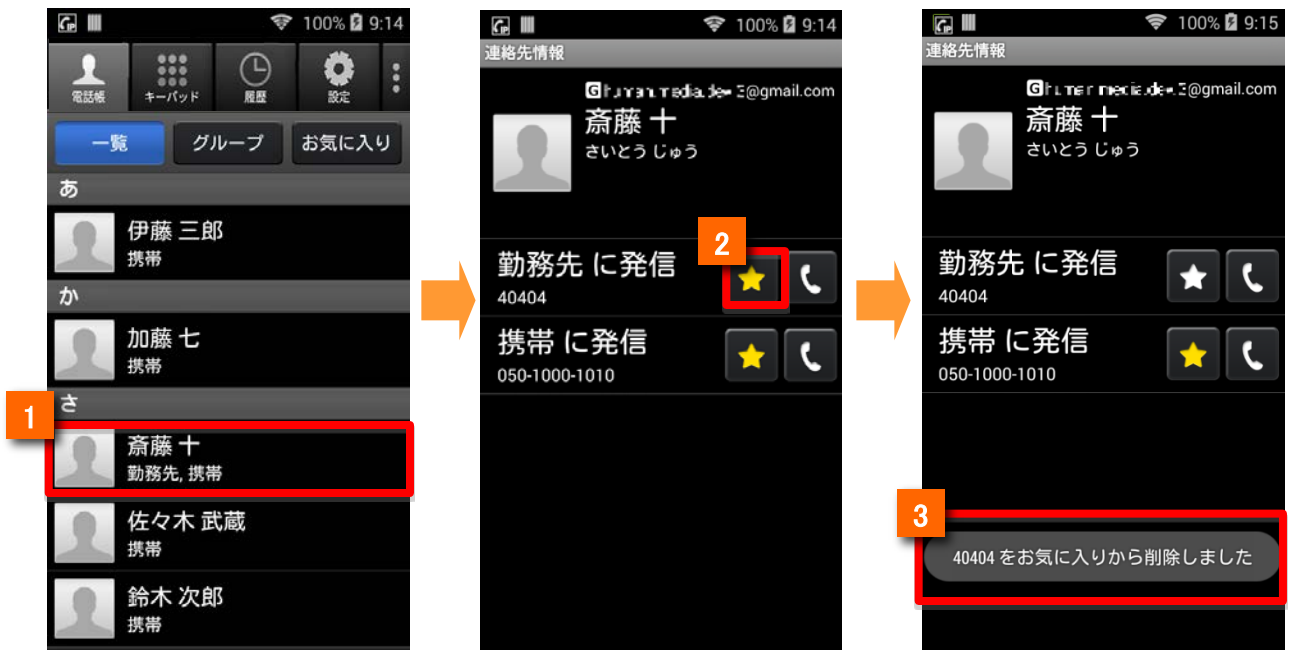 100% 9:14
電話帳 キーパッド 履歴 設定
一覧 グループ お気に入り
あ
伊藤 三郎
携帯
か
加藤 七
携帯
1
さ
斎藤 十
勤務先, 携帯
佐々木 武蔵
携帯
鈴木 次郎
携帯
100% 9:14
連絡先情報
@gmail.com
斎藤 十
さいとう じゅう
2
勤務先 に発信
40404
携帯 に発信
050-1000-1010
100% 9:15
連絡先情報
@gmail.com
斎藤 十
さいとう じゅう
勤務先 に発信
40404
携帯 に発信
050-1000-1010
3
40404 をお気に入りから削除しました